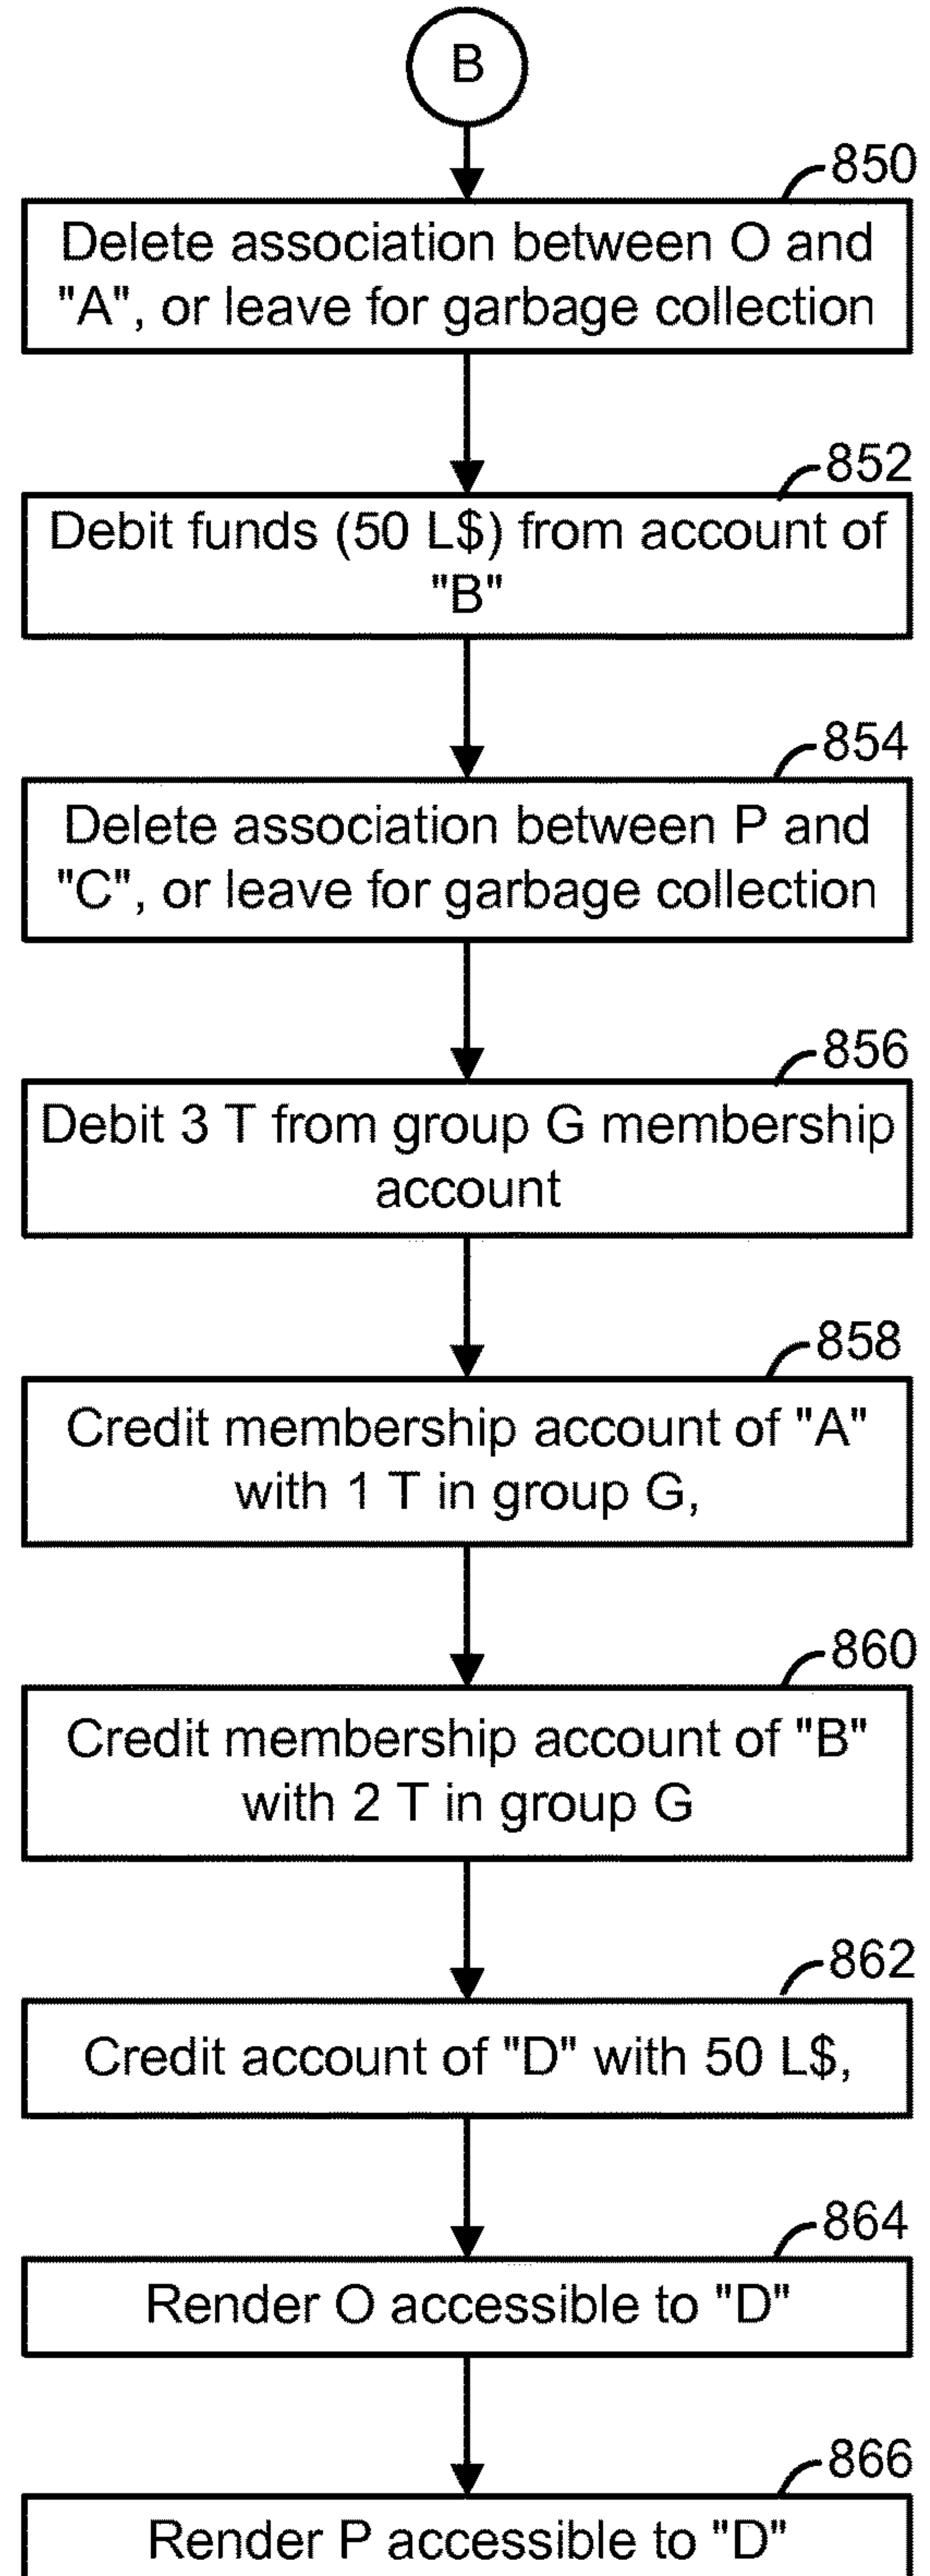 B
850
Delete association between O and
"A", or leave for garbage collection
852
Debit funds (50 L$) from account of
"B"
854
Delete association between P and
"C", or leave for garbage collection
856
Debit 3 T from group G membership
account
858
Credit membership account of "A"
with 1 T in group G,
860
Credit membership account of "B"
with 2 T in group G
862
Credit account of "D" with 50 L$,
864
Render O accessible to "D"
866
Render P accessible to "D"